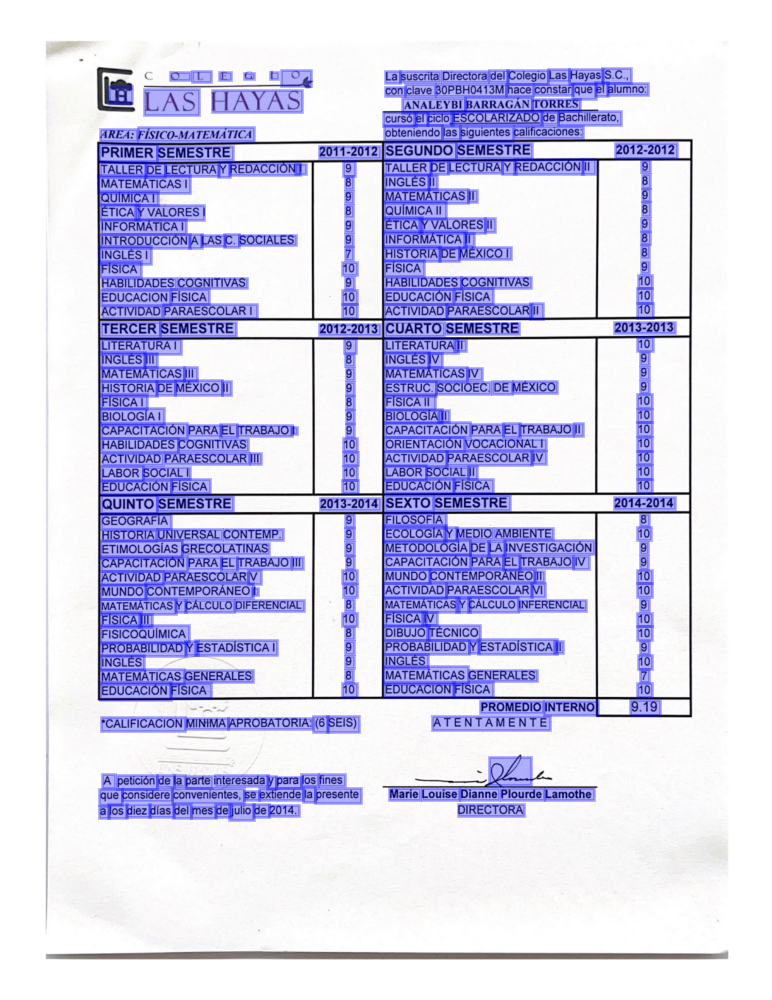 COLEGIO
LAS HAYAS
La suscrita Directora del Colegio Las Hayas S.C.,
con clave 30PBH0413M hace constar que el alumno:
ANALEYBI BARRAGÁN TORRES
cursó el ciclo ESCOLARIZADO de Bachillerato,
obteniendo las siguientes calificaciones:
AREA: FÍSICO-MATEMÁTICA
PRIMER SEMESTRE 2011-2012
TALLER DE LECTURA Y REDACCIÓN I 9
MATEMÁTICAS I 8
QUÍMICA I 9
ÉTICA Y VALORES I 8
INFORMÁTICA I 9
INTRODUCCIÓN A LAS C. SOCIALES 9
INGLÉS I 7
FÍSICA 10
HABILIDADES COGNITIVAS 9
EDUCACION FÍSICA 10
ACTIVIDAD PARAESCOLAR I 10
SEGUNDO SEMESTRE 2012-2012
TALLER DE LECTURA Y REDACCIÓN II 9
INGLÉS II 8
MATEMÁTICAS II 9
QUÍMICA II 8
ÉTICA Y VALORES II 9
INFORMÁTICA II 8
HISTORIA DE MÉXICO I 8
FÍSICA 9
HABILIDADES COGNITIVAS 10
EDUCACIÓN FÍSICA 10
ACTIVIDAD PARAESCOLAR II 10
TERCER SEMESTRE 2012-2013
LITERATURA I 9
INGLÉS III 8
MATEMÁTICAS III 9
HISTORIA DE MÉXICO II 9
FÍSICA I 8
BIOLOGÍA I 9
CAPACITACIÓN PARA EL TRABAJO I 9
HABILIDADES COGNITIVAS 10
ACTIVIDAD PARAESCOLAR III 10
LABOR SOCIAL I 10
EDUCACIÓN FÍSICA 10
CUARTO SEMESTRE 2013-2013
LITERATURA II 10
INGLÉS IV 9
MATEMÁTICAS IV 9
ESTRUC. SOCIOEC. DE MÉXICO 9
FÍSICA II 10
BIOLOGÍA II 10
CAPACITACIÓN PARA EL TRABAJO II 10
ORIENTACIÓN VOCACIONAL I 10
ACTIVIDAD PARAESCOLAR IV 10
LABOR SOCIAL II 10
EDUCACIÓN FÍSICA 10
QUINTO SEMESTRE 2013-2014
GEOGRAFÍA 9
HISTORIA UNIVERSAL CONTEMP. 9
ETIMOLOGÍAS GRECOLATINAS 9
CAPACITACIÓN PARA EL TRABAJO III 9
ACTIVIDAD PARAESCOLAR V 10
MUNDO CONTEMPORÁNEO I 10
MATEMÁTICAS Y CÁLCULO DIFERENCIAL 8
FÍSICA III 10
FISICOQUÍMICA 8
PROBABILIDAD Y ESTADÍSTICA I 9
INGLÉS 9
MATEMÁTICAS GENERALES 8
EDUCACIÓN FÍSICA 10
SEXTO SEMESTRE 2014-2014
FILOSOFÍA 8
ECOLOGÍA Y MEDIO AMBIENTE 10
METODOLOGÍA DE LA INVESTIGACIÓN 9
CAPACITACIÓN PARA EL TRABAJO IV 9
MUNDO CONTEMPORÁNEO II 10
ACTIVIDAD PARAESCOLAR VI 10
MATEMÁTICAS Y CÁLCULO INFERENCIAL 9
FÍSICA IV 10
DIBUJO TÉCNICO 10
PROBABILIDAD Y ESTADÍSTICA II 9
INGLÉS 10
MATEMÁTICAS GENERALES 7
EDUCACION FÍSICA 10
PROMEDIO INTERNO 9.19
*CALIFICACION MINIMA APROBATORIA: (6 SEIS)
ATENTAMENTE
A petición de la parte interesada y para los fines
que considere convenientes, se extiende la presente
a los diez días del mes de julio de 2014.
Marie Louise Dianne Plourde Lamothe
DIRECTORA